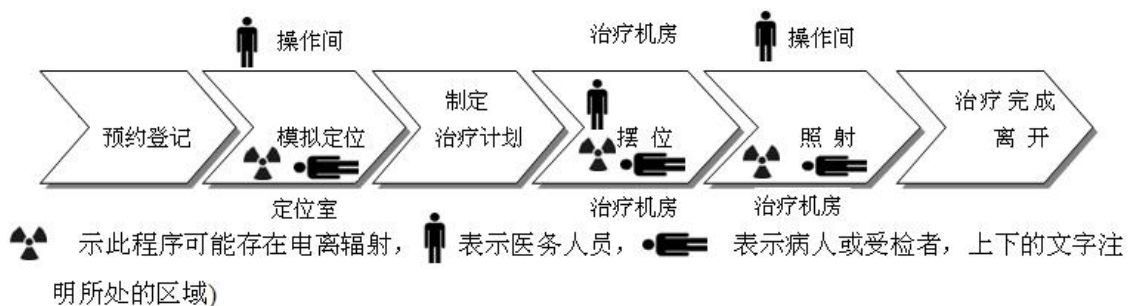 操作间
治疗机房
操作间
预约登记
模拟定位
制定
治疗计划
摆 位
照 射
治疗完成
离 开
定位室
治疗机房
治疗机房
示此程序可能存在电离辐射， 表示医务人员， 表示病人或受检者，上下的文字注
明所处的区域)